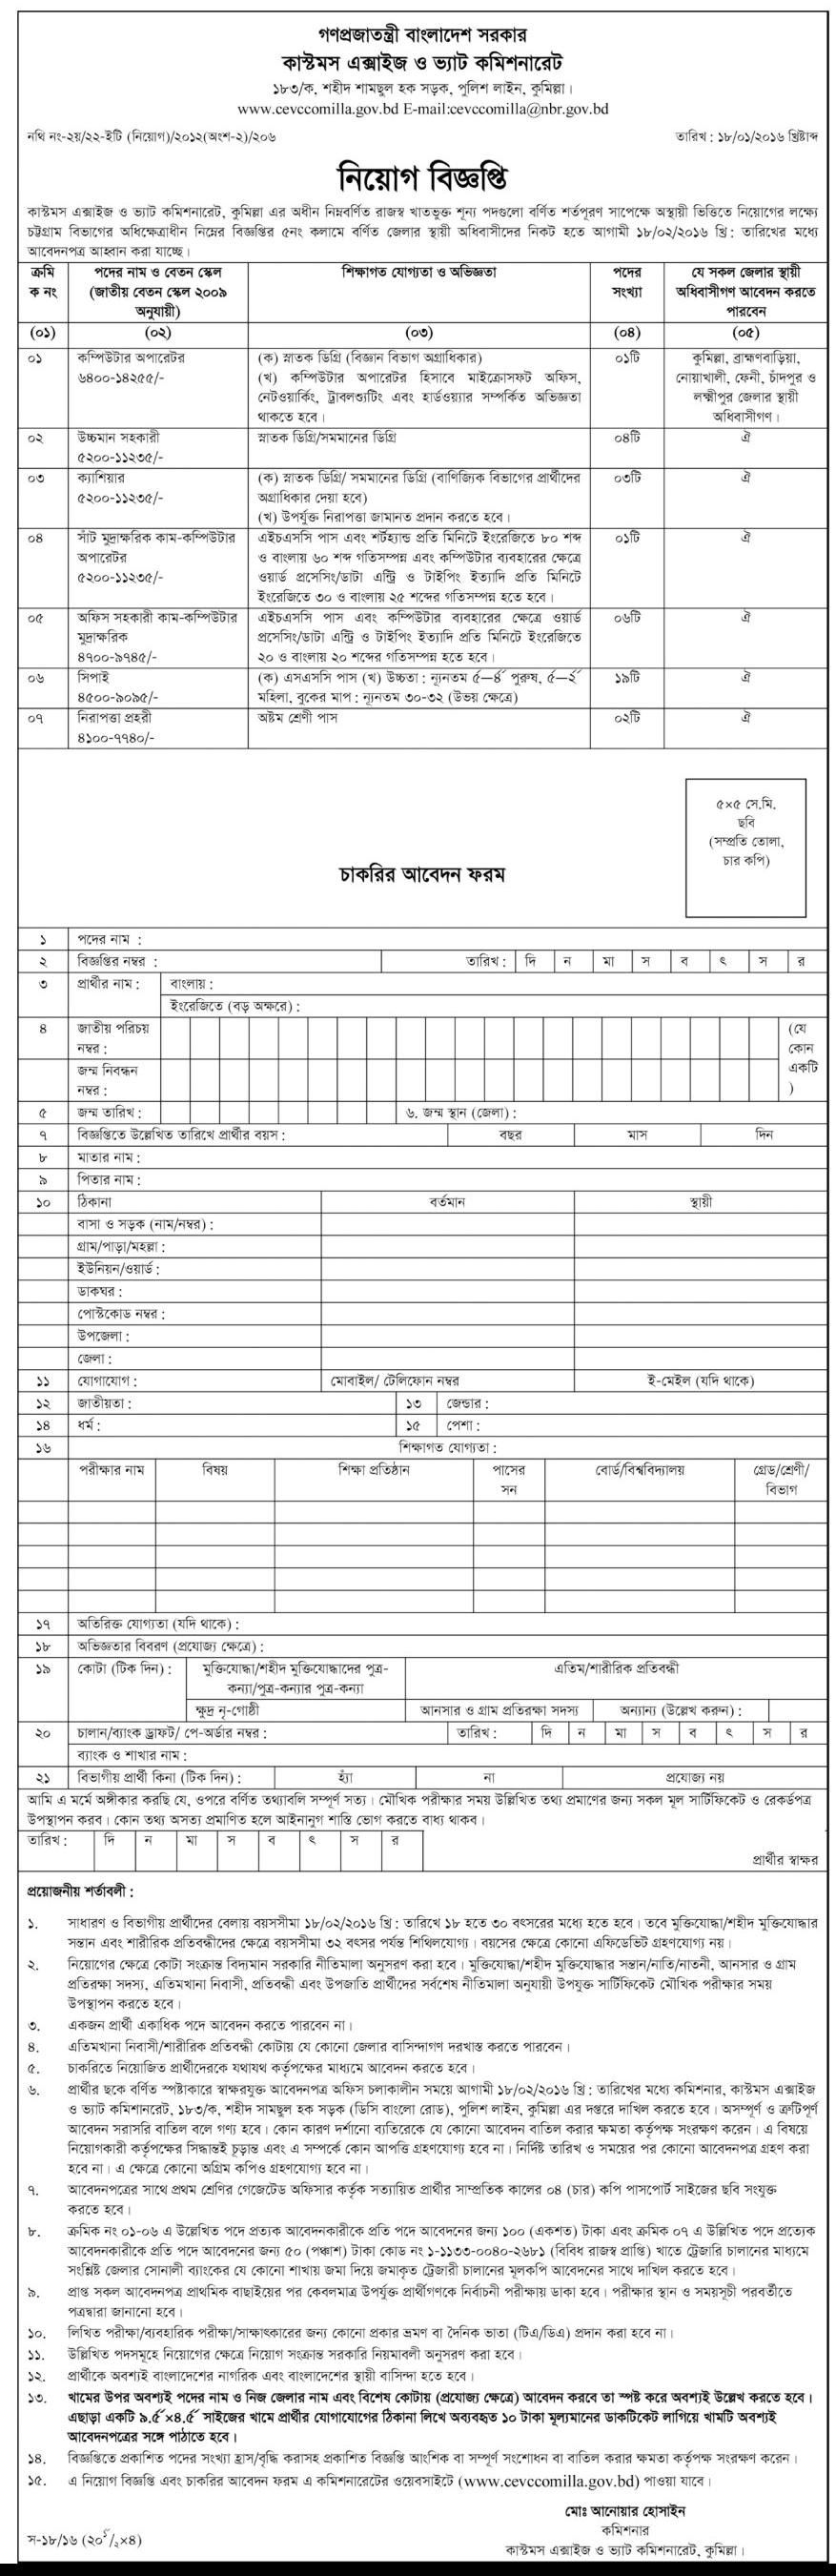 গণপ্রজাতন্ত্রী বাংলাদেশ সরকার
কাস্টমস এক্সাইজ ও ভ্যাট কমিশনারেট
১৮৩/ক, শহীদ শামছুল হক সড়ক, পুলিশ লাইন, কুমিল্লা।
www.cevccomilla.gov.bd E-mail:cevccomilla@nbr.gov.bd
নথি নং-২য়/২২-ইটি (নিয়োগ)/২০১২(অংশ-২)/২০৬ তারিখ : ১৮/০১/২০১৬ খ্রিষ্টাব্দ
নিয়োগ বিজ্ঞপ্তি
কাস্টমস এক্সাইজ ও ভ্যাট কমিশনারেট, কুমিল্লা এর অধীন নিম্নবর্ণিত রাজস্ব খাতভুক্ত শূন্য পদগুলো বর্ণিত শর্তপূরণ সাপেক্ষে অস্থায়ী ভিত্তিতে নিয়োগের লক্ষ্যে
চট্টগ্রাম বিভাগের অধিক্ষেত্রাধীন নিম্নের বিজ্ঞপ্তির ৫নং কলামে বর্ণিত জেলার স্থায়ী অধিবাসীদের নিকট হতে আগামী ১৮/০২/২০১৬ খ্রি : তারিখের মধ্যে
আবেদনপত্র আহ্বান করা যাচ্ছে।
ক্রমি পদের নাম ও বেতন স্কেল শিক্ষাগত যোগ্যতা ও অভিজ্ঞতা পদের যে সকল জেলার স্থায়ী
ক নং (জাতীয় বেতন স্কেল ২০০৯ সংখ্যা অধিবাসীগণ আবেদন করতে
অনুযায়ী) পারবেন
(০১) (০২) (০৩) (০৪) (০৫)
০১ কম্পিউটার অপারেটর (ক) স্নাতক ডিগ্রি (বিজ্ঞান বিভাগ অগ্রাধিকার) ০১টি কুমিল্লা, ব্রাহ্মণবাড়িয়া,
৬৪০০-১৪২৫৫/- (খ) কম্পিউটার অপারেটর হিসাবে মাইক্রোসফট অফিস, নোয়াখালী, ফেনী, চাঁদপুর ও
নেটওয়ার্কিং, ট্রাবলশ্যুটিং এবং হার্ডওয়্যার সম্পর্কিত অভিজ্ঞতা লক্ষ্মীপুর জেলার স্থায়ী
থাকতে হবে। অধিবাসীগণ।
০২ উচ্চমান সহকারী স্নাতক ডিগ্রি/সমমানের ডিগ্রি ০৪টি ঐ
৫২০০-১১২৩৫/-
০৩ ক্যাশিয়ার (ক) স্নাতক ডিগ্রি/ সমমানের ডিগ্রি (বাণিজ্যিক বিভাগের প্রার্থীদের ০৩টি ঐ
৫২০০-১১২৩৫/- অগ্রাধিকার দেয়া হবে)
(খ) উপর্যুক্ত নিরাপত্তা জামানত প্রদান করতে হবে।
০৪ সাঁট মুদ্রাক্ষরিক কাম-কম্পিউটার এইচএসসি পাস এবং শর্টহ্যান্ড প্রতি মিনিটে ইংরেজিতে ৮০ শব্দ ০১টি ঐ
অপারেটর ও বাংলায় ৬০ শব্দ গতিসম্পন্ন এবং কম্পিউটার ব্যবহারের ক্ষেত্রে
৫২০০-১১২৩৫/- ওয়ার্ড প্রসেসিং/ডাটা এন্ট্রি ও টাইপিং ইত্যাদি প্রতি মিনিটে
ইংরেজিতে ৩০ ও বাংলায় ২৫ শব্দের গতিসম্পন্ন হতে হবে।
০৫ অফিস সহকারী কাম-কম্পিউটার এইচএসসি পাস এবং কম্পিউটার ব্যবহারের ক্ষেত্রে ওয়ার্ড ০৬টি ঐ
মুদ্রাক্ষরিক প্রসেসিং/ডাটা এন্ট্রি ও টাইপিং ইত্যাদি প্রতি মিনিটে ইংরেজিতে
৪৭০০-৯৭৪৫/- ২০ ও বাংলায় ২০ শব্দের গতিসম্পন্ন হতে হবে।
০৬ সিপাই (ক) এসএসসি পাস (খ) উচ্চতা : ন্যূনতম ৫′—৪″ পুরুষ, ৫′—২″ ১৯টি ঐ
৪৫০০-৯০৯৫/- মহিলা, বুকের মাপ : ন্যূনতম ৩০-৩২ (উভয় ক্ষেত্রে)
০৭ নিরাপত্তা প্রহরী অষ্টম শ্রেণী পাস ০২টি ঐ
৪১০০-৭৭৪০/-
৫×৫ সে.মি.
ছবি
(সম্প্রতি তোলা,
চার কপি)
চাকরির আবেদন ফরম
১ পদের নাম :
২ বিজ্ঞপ্তির নম্বর : তারিখ : দি ন মা স ব ৎ স র
৩ প্রার্থীর নাম : বাংলায় :
ইংরেজিতে (বড় অক্ষরে) :
৪ জাতীয় পরিচয় (যে
নম্বর : কোন
জন্ম নিবন্ধন একটি
নম্বর : )
৫ জন্ম তারিখ : ৬. জন্ম স্থান (জেলা) :
৭ বিজ্ঞপ্তিতে উল্লেখিত তারিখে প্রার্থীর বয়স : বছর মাস দিন
৮ মাতার নাম :
৯ পিতার নাম :
১০ ঠিকানা বর্তমান স্থায়ী
বাসা ও সড়ক (নাম/নম্বর) :
গ্রাম/পাড়া/মহল্লা :
ইউনিয়ন/ওয়ার্ড :
ডাকঘর :
পোস্টকোড নম্বর :
উপজেলা :
জেলা :
১১ যোগাযোগ : মোবাইল/ টেলিফোন নম্বর ই-মেইল (যদি থাকে)
১২ জাতীয়তা : ১৩ জেন্ডার :
১৪ ধর্ম : ১৫ পেশা :
১৬ শিক্ষাগত যোগ্যতা :
পরীক্ষার নাম বিষয় শিক্ষা প্রতিষ্ঠান পাসের বোর্ড/বিশ্ববিদ্যালয় গ্রেড/শ্রেণী/
সন বিভাগ
১৭ অতিরিক্ত যোগ্যতা (যদি থাকে) :
১৮ অভিজ্ঞতার বিবরণ (প্রযোজ্য ক্ষেত্রে) :
১৯ কোটা (টিক দিন) : মুক্তিযোদ্ধা/শহীদ মুক্তিযোদ্ধাদের পুত্র- এতিম/শারীরিক প্রতিবন্ধী
কন্যা/পুত্র-কন্যার পুত্র-কন্যা
ক্ষুদ্র নৃ-গোষ্ঠী আনসার ও গ্রাম প্রতিরক্ষা সদস্য অন্যান্য (উল্লেখ করুন) :
২০ চালান/ব্যাংক ড্রাফট/ পে-অর্ডার নম্বর : তারিখ : দি ন মা স ব ৎ স র
ব্যাংক ও শাখার নাম :
২১ বিভাগীয় প্রার্থী কিনা (টিক দিন) : হ্যাঁ না প্রযোজ্য নয়
আমি এ মর্মে অঙ্গীকার করছি যে, ওপরে বর্ণিত তথ্যাবলি সম্পূর্ণ সত্য। মৌখিক পরীক্ষার সময় উল্লিখিত তথ্য প্রমাণের জন্য সকল মূল সার্টিফিকেট ও রেকর্ডপত্র
উপস্থাপন করব। কোন তথ্য অসত্য প্রমাণিত হলে আইনানুগ শাস্তি ভোগ করতে বাধ্য থাকব।
তারিখ : দি ন মা স ব ৎ স র
প্রার্থীর স্বাক্ষর
প্রয়োজনীয় শর্তাবলী :
১. সাধারণ ও বিভাগীয় প্রার্থীদের বেলায় বয়সসীমা ১৮/০২/২০১৬ খ্রি : তারিখে ১৮ হতে ৩০ বৎসরের মধ্যে হতে হবে। তবে মুক্তিযোদ্ধা/শহীদ মুক্তিযোদ্ধার
সন্তান এবং শারীরিক প্রতিবন্ধীদের ক্ষেত্রে বয়সসীমা ৩২ বৎসর পর্যন্ত শিথিলযোগ্য। বয়সের ক্ষেত্রে কোনো এফিডেভিট গ্রহণযোগ্য নয়।
২. নিয়োগের ক্ষেত্রে কোটা সংক্রান্ত বিদ্যমান সরকারি নীতিমালা অনুসরণ করা হবে। মুক্তিযোদ্ধা/শহীদ মুক্তিযোদ্ধার সন্তান/নাতি/নাতনী, আনসার ও গ্রাম
প্রতিরক্ষা সদস্য, এতিমখানা নিবাসী, প্রতিবন্ধী এবং উপজাতি প্রার্থীদের সর্বশেষ নীতিমালা অনুযায়ী উপযুক্ত সার্টিফিকেট মৌখিক পরীক্ষার সময়
উপস্থাপন করতে হবে।
৩. একজন প্রার্থী একাধিক পদে আবেদন করতে পারবেন না।
৪. এতিমখানা নিবাসী/শারীরিক প্রতিবন্ধী কোটায় যে কোনো জেলার বাসিন্দাগণ দরখাস্ত করতে পারবেন।
৫. চাকরিতে নিয়োজিত প্রার্থীদেরকে যথাযথ কর্তৃপক্ষের মাধ্যমে আবেদন করতে হবে।
৬. প্রার্থীর ছকে বর্ণিত স্পষ্টাকারে স্বাক্ষরযুক্ত আবেদনপত্র অফিস চলাকালীন সময়ে আগামী ১৮/০২/২০১৬ খ্রি : তারিখের মধ্যে কমিশনার, কাস্টমস এক্সাইজ
ও ভ্যাট কমিশানরেট, ১৮৩/ক, শহীদ সামছুল হক সড়ক (ডিসি বাংলো রোড), পুলিশ লাইন, কুমিল্লা এর দপ্তরে দাখিল করতে হবে। অসম্পূর্ণ ও ত্রুটিপূর্ণ
আবেদন সরাসরি বাতিল বলে গণ্য হবে। কোন কারণ দর্শানো ব্যতিরেকে যে কোনো আবেদন বাতিল করার ক্ষমতা কর্তৃপক্ষ সংরক্ষণ করেন। এ বিষয়ে
নিয়োগকারী কর্তৃপক্ষের সিদ্ধান্তই চূড়ান্ত এবং এ সম্পর্কে কোন আপত্তি গ্রহণযোগ্য হবে না। নির্দিষ্ট তারিখ ও সময়ের পর কোনো আবেদনপত্র গ্রহণ করা
হবে না। এ ক্ষেত্রে কোনো অগ্রিম কপিও গ্রহণযোগ্য হবে না।
৭. আবেদনপত্রের সাথে প্রথম শ্রেণির গেজেটেড অফিসার কর্তৃক সত্যায়িত প্রার্থীর সাম্প্রতিক কালের ০৪ (চার) কপি পাসপোর্ট সাইজের ছবি সংযুক্ত
করতে হবে।
৮. ক্রমিক নং ০১-০৬ এ উল্লেখিত পদে প্রত্যক আবেদনকারীকে প্রতি পদে আবেদনের জন্য ১০০ (একশত) টাকা এবং ক্রমিক ০৭ এ উল্লিখিত পদে প্রত্যেক
আবেদনকারীকে প্রতি পদে আবেদনের জন্য ৫০ (পঞ্চাশ) টাকা কোড নং ১-১১৩৩-০০৪০-২৬৮১ (বিবিধ রাজস্ব প্রাপ্তি) খাতে ট্রেজারি চালানের মাধ্যমে
সংশ্লিষ্ট জেলার সোনালী ব্যাংকের যে কোনো শাখায় জমা দিয়ে জমাকৃত ট্রেজারী চালানের মূলকপি আবেদনের সাথে দাখিল করতে হবে।
৯. প্রাপ্ত সকল আবেদনপত্র প্রাথমিক বাছাইয়ের পর কেবলমাত্র উপর্যুক্ত প্রার্থীগণকে নির্বাচনী পরীক্ষায় ডাকা হবে। পরীক্ষার স্থান ও সময়সূচী পরবর্তীতে
পত্রদ্বারা জানানো হবে।
১০. লিখিত পরীক্ষা/ব্যবহারিক পরীক্ষা/সাক্ষাৎকারের জন্য কোনো প্রকার ভ্রমণ বা দৈনিক ভাতা (টিএ/ডিএ) প্রদান করা হবে না।
১১. উল্লিখিত পদসমূহে নিয়োগের ক্ষেত্রে নিয়োগ সংক্রান্ত সরকারি নিয়মাবলী অনুসরণ করা হবে।
১২. প্রার্থীকে অবশ্যই বাংলাদেশের নাগরিক এবং বাংলাদেশের স্থায়ী বাসিন্দা হতে হবে।
১৩. খামের উপর অবশ্যই পদের নাম ও নিজ জেলার নাম এবং বিশেষ কোটায় (প্রযোজ্য ক্ষেত্রে) আবেদন করবে তা স্পষ্ট করে অবশ্যই উল্লেখ করতে হবে।
এছাড়া একটি ৯.৫″×৪.৫″ সাইজের খামে প্রার্থীর যোগাযোগের ঠিকানা লিখে অব্যবহৃত ১০ টাকা মূল্যমানের ডাকটিকেট লাগিয়ে খামটি অবশ্যই
আবেদনপত্রের সঙ্গে পাঠাতে হবে।
১৪. বিজ্ঞপ্তিতে প্রকাশিত পদের সংখ্যা হ্রাস/বৃদ্ধি করাসহ প্রকাশিত বিজ্ঞপ্তি আংশিক বা সম্পূর্ণ সংশোধন বা বাতিল করার ক্ষমতা কর্তৃপক্ষ সংরক্ষণ করেন।
১৫. এ নিয়োগ বিজ্ঞপ্তি এবং চাকরির আবেদন ফরম এ কমিশনারেটের ওয়েবসাইটে (www.cevccomilla.gov.bd) পাওয়া যাবে।
মোঃ আনোয়ার হোসাইন
কমিশনার
স-১৮/১৬ (২০১/২×৪) কাস্টমস এক্সাইজ ও ভ্যাট কমিশনারেট, কুমিল্লা।